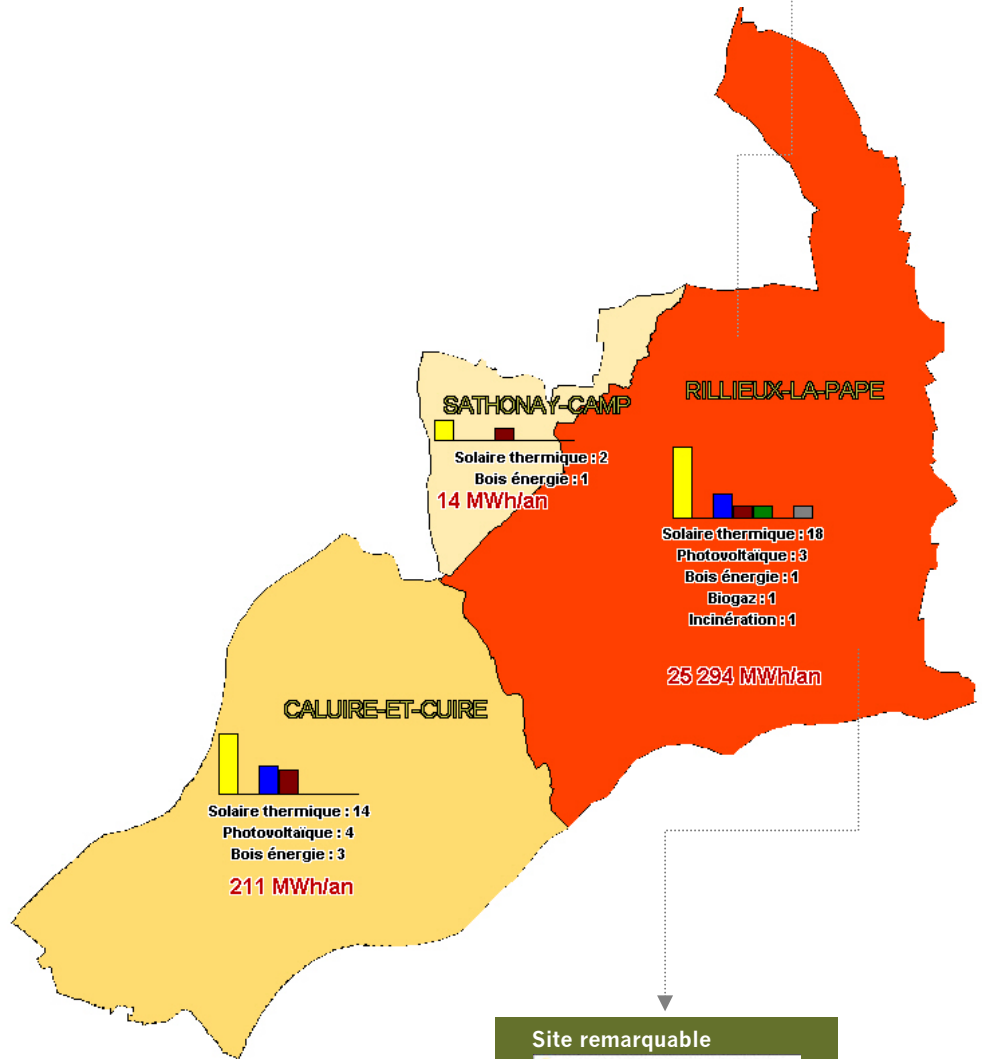 SATHONAY-CAMP
Solaire thermique : 2
Bois énergie : 1
14 MWh/an
RILLIEUX-LA-PAPE
Solaire thermique : 18
Photovoltaïque : 3
Bois énergie : 1
Biogaz : 1
Incinération : 1
25 294 MWh/an
CALUIRE-ET-CUIRE
Solaire thermique : 14
Photovoltaïque : 4
Bois énergie : 3
211 MWh/an
Site remarquable